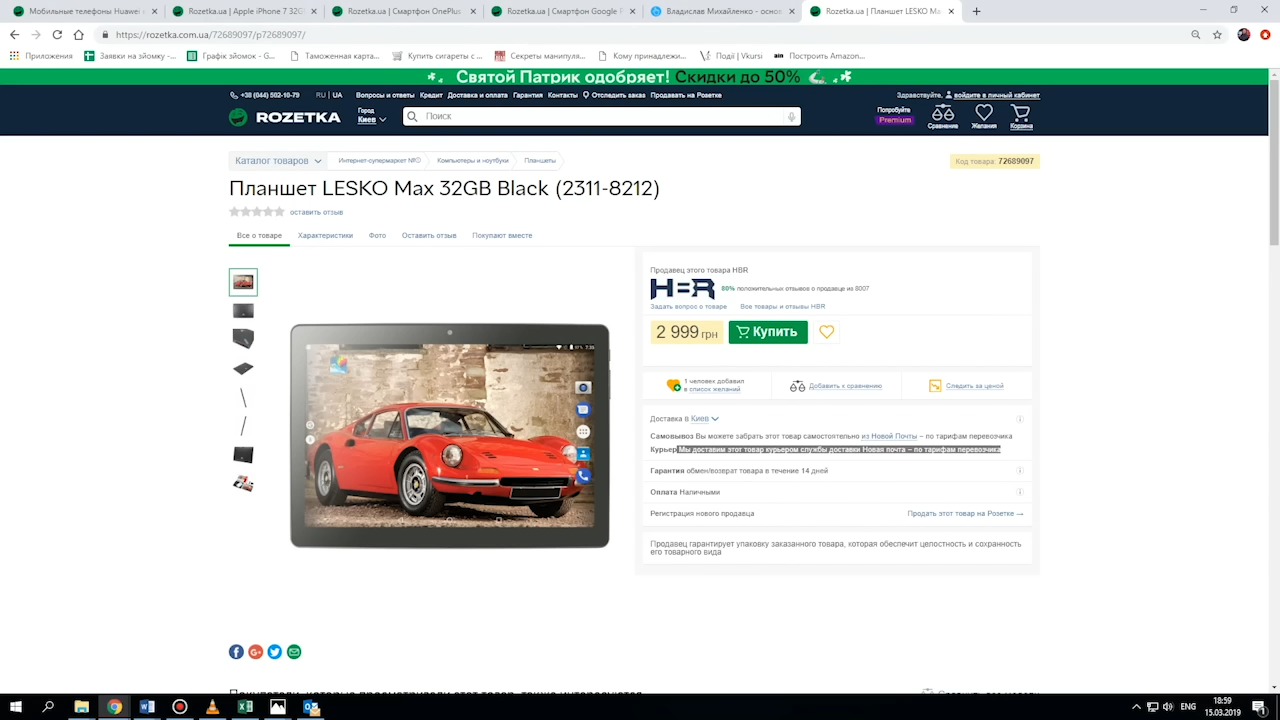 Мобильные телефоны Huawei
Rozetka.ua | Apple iPhone 7 32G
Rozetka.ua | Смартфон OnePlus
Rozetka.ua | Смартфон Google P
Владислав Михайленко - основ
Rozetka.ua | Планшет LESKO Ma
https://rozetka.com.ua/72689097/p72689097/
Приложения
Заявки на зйомку -...
Графік зйомок - G...
Таможенная карта...
Купить сигареты с ...
Секреты манипуля...
Кому принадлежи...
Події | Vkursi
Построить Amazon...
Святой Патрик одобряет! Скидки до 50%
+38 (044) 502-10-79
RU | UA
Вопросы и ответы Кредит Доставка и оплата Гарантия Контакты Отследить заказ Продавать на Розетке
Здравствуйте, войдите в личный кабинет
ROZETKA
Город
Киев
Поиск
Попробуйте
Premium
Сравнение
Желания
Корзина
Каталог товаров
Интернет-супермаркет №①
Компьютеры и ноутбуки
Планшеты
Код товара: 72689097
Планшет LESKO Max 32GB Black (2311-8212)
оставить отзыв
Все о товаре Характеристики Фото Оставить отзыв Покупают вместе
Продавец этого товара HBR
HBR
80% положительных отзывов о продавце из 8007
Задать вопрос о товаре Все товары и отзывы HBR
2 999 грн
Купить
1 человек добавил
в список желаний
Добавить к сравнению
Следить за ценой
Доставка в Киев
Самовывоз Вы можете забрать этот товар самостоятельно из Новой Почты – по тарифам перевозчика
Курьер Мы доставим этот товар курьером службы доставки Новая почта – по тарифам перевозчика
Гарантия обмен/возврат товара в течение 14 дней
Оплата Наличными
Регистрация нового продавца
Продать этот товар на Розетке →
Продавец гарантирует упаковку заказанного товара, которая обеспечит целостность и сохранность
его товарного вида
ENG
18:59
15.03.2019